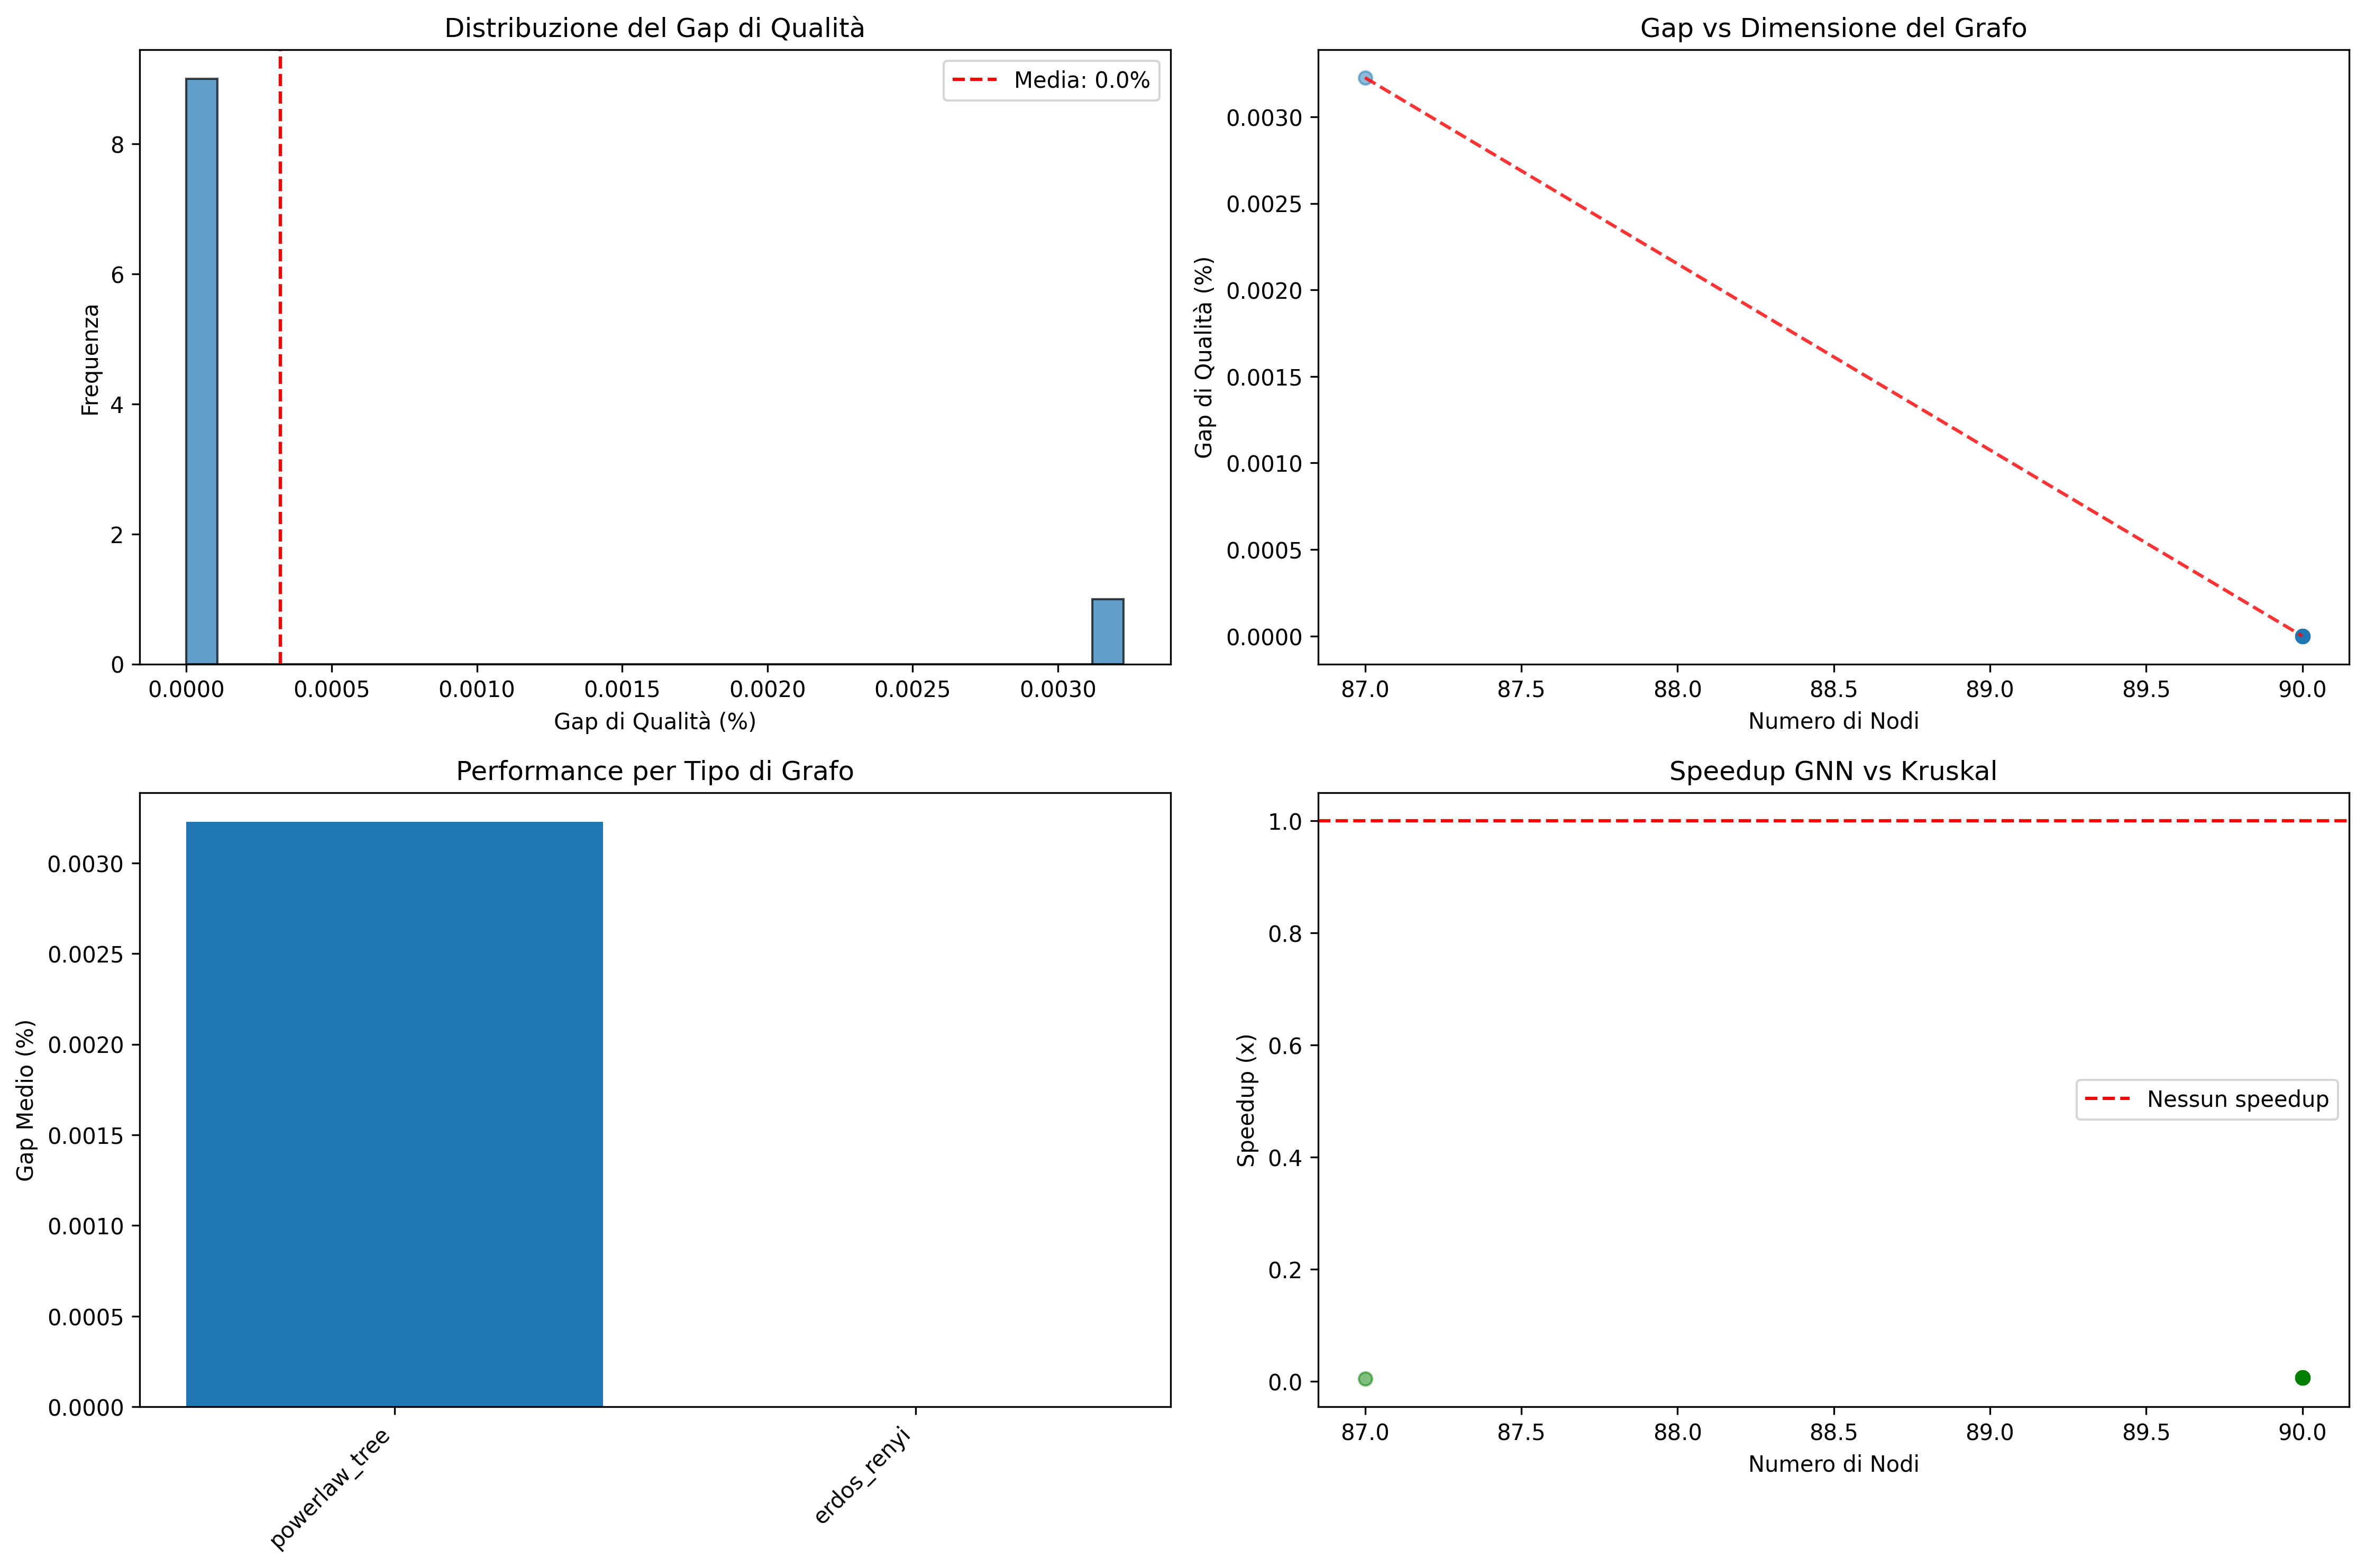 Distribuzione del Gap di Qualità
Media: 0.0%
Frequenza
8
6
4
2
0
0.0000 0.0005 0.0010 0.0015 0.0020 0.0025 0.0030
Gap di Qualità (%)
Gap vs Dimensione del Grafo
Gap di Qualità (%)
0.0030
0.0025
0.0020
0.0015
0.0010
0.0005
0.0000
87.0 87.5 88.0 88.5 89.0 89.5 90.0
Numero di Nodi
Performance per Tipo di Grafo
Gap Medio (%)
0.0030
0.0025
0.0020
0.0015
0.0010
0.0005
0.0000
powerlaw_tree
erdos_renyi
Speedup GNN vs Kruskal
Speedup (x)
1.0
0.8
0.6
0.4
0.2
0.0
Nessun speedup
87.0 87.5 88.0 88.5 89.0 89.5 90.0
Numero di Nodi